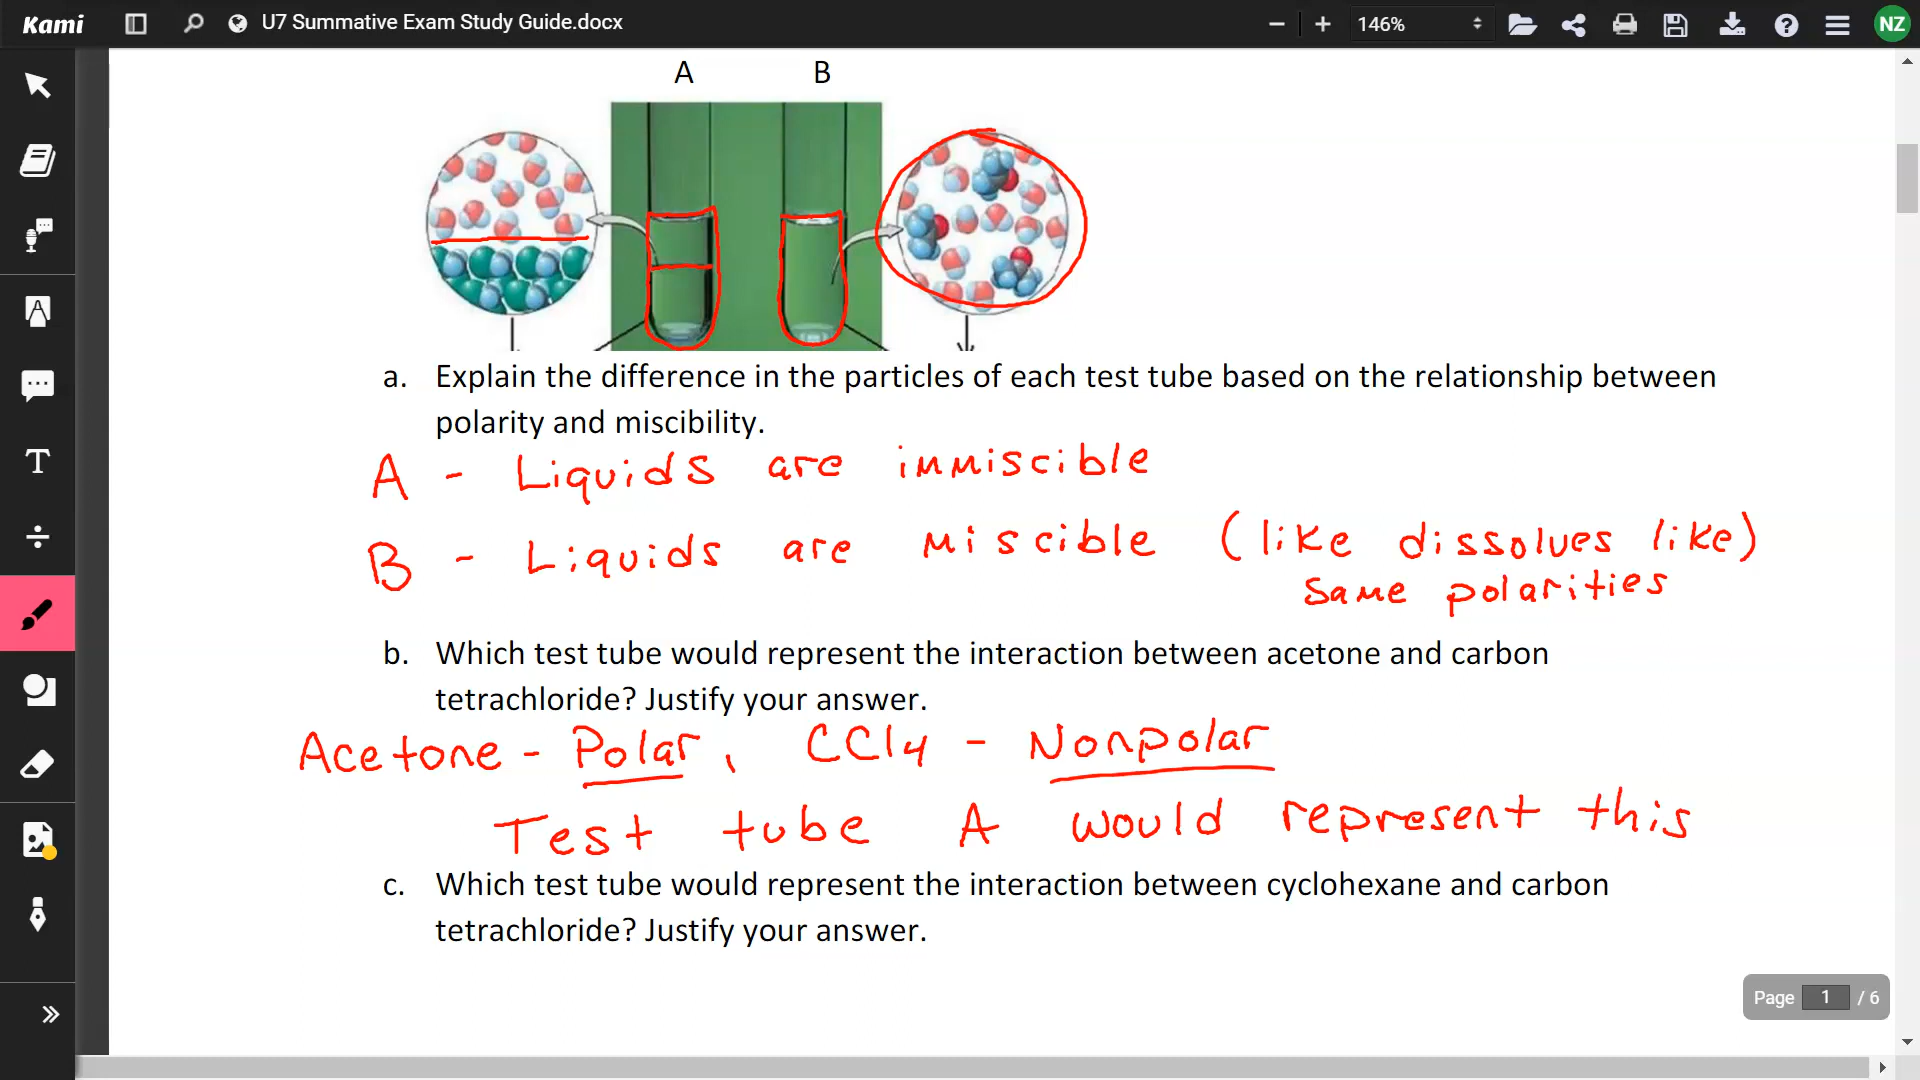 Kami U7 Summative Exam Study Guide.docx 146% NZ
A B
a. Explain the difference in the particles of each test tube based on the relationship between
polarity and miscibility.
A - Liquids are immiscible
B - Liquids are miscible (like dissolves like)
same polarities
b. Which test tube would represent the interaction between acetone and carbon
tetrachloride? Justify your answer.
Acetone - Polar, CCl4 - Nonpolar
Test tube A would represent this
c. Which test tube would represent the interaction between cyclohexane and carbon
tetrachloride? Justify your answer.
Page 1 / 6